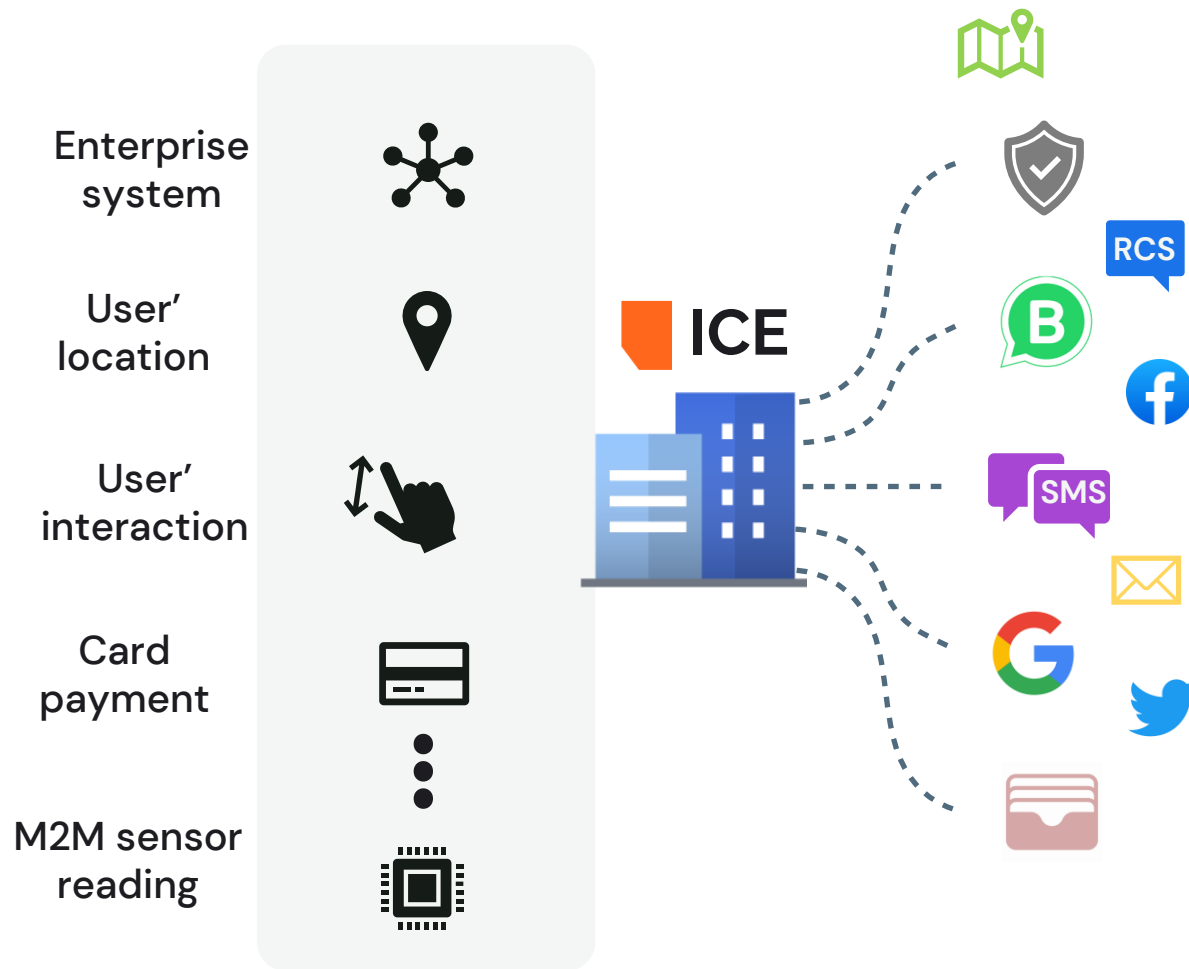 Enterprise
system
User’
location
User’
interaction
Card
payment
M2M sensor
reading
ICE
RCS
B
SMS